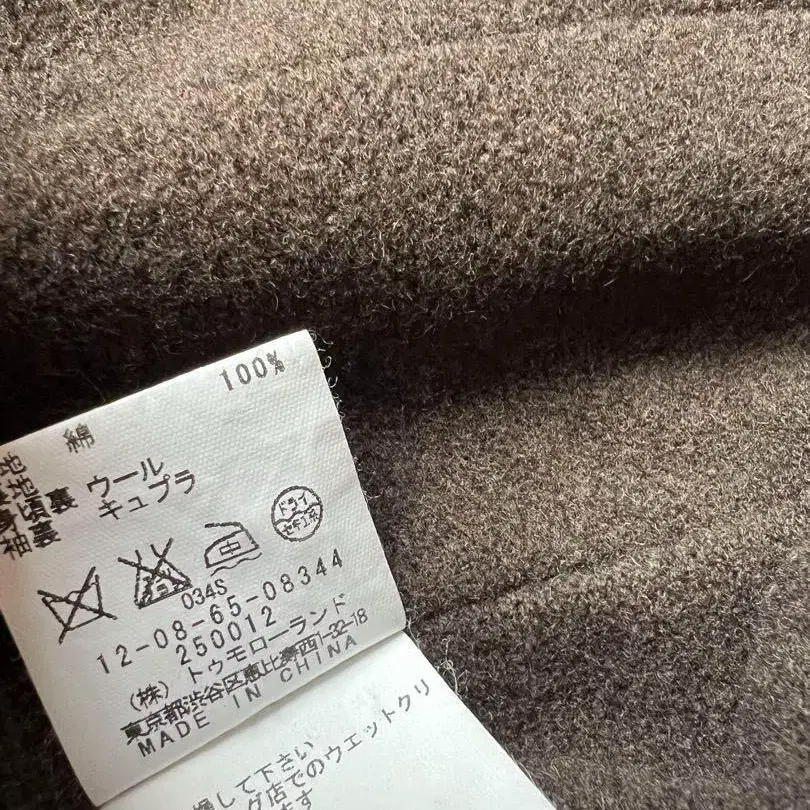 地 綿 100%
裏地
身頃裏 ウール
袖裏 キュプラ
ドライ
セキユ系
中
034S
12-08-65-08344
250012
(株) トゥモローランド
東京都渋谷区恵比寿西1-32-18
MADE IN CHINA
して下さい
グ店でのウエットクリ
ます